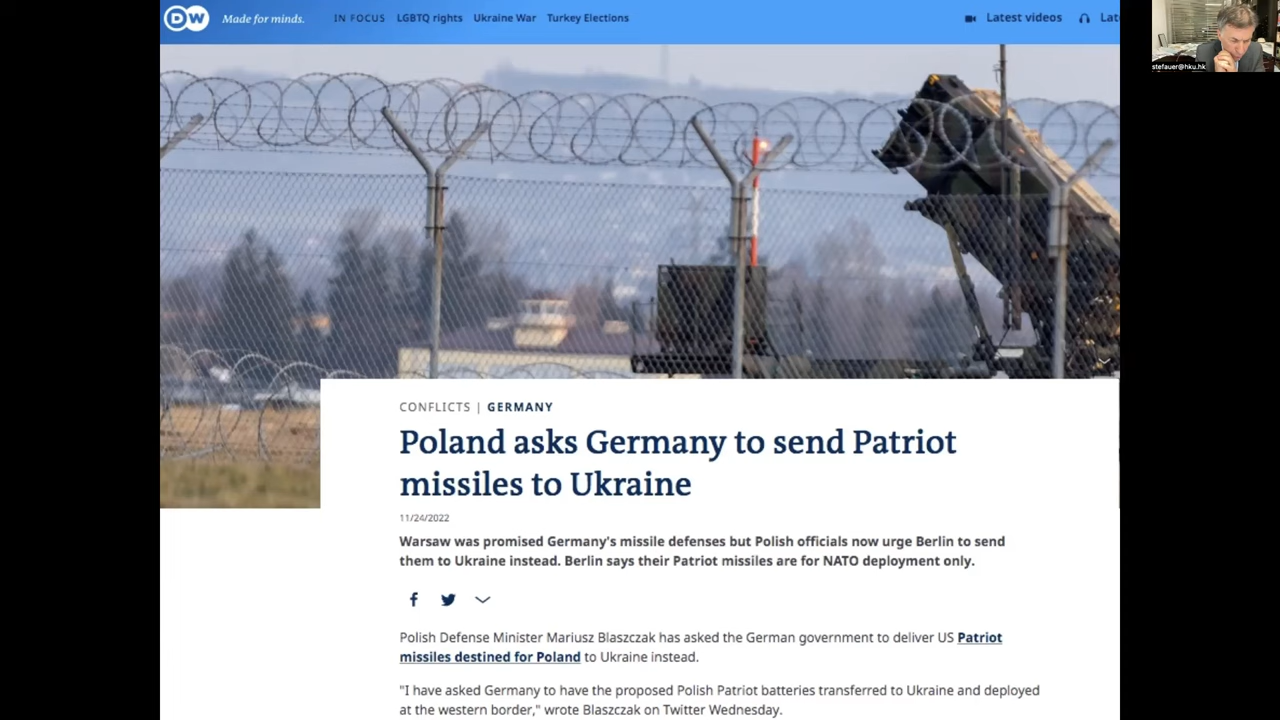 DW Made for minds. IN FOCUS LGBTQ rights Ukraine War Turkey Elections Latest videos Lat
stefauer@hku.hk
CONFLICTS | GERMANY
Poland asks Germany to send Patriot
missiles to Ukraine
11/24/2022
Warsaw was promised Germany's missile defenses but Polish officials now urge Berlin to send
them to Ukraine instead. Berlin says their Patriot missiles are for NATO deployment only.
Polish Defense Minister Mariusz Blaszczak has asked the German government to deliver US Patriot
missiles destined for Poland to Ukraine instead.
"I have asked Germany to have the proposed Polish Patriot batteries transferred to Ukraine and deployed
at the western border," wrote Blaszczak on Twitter Wednesday.